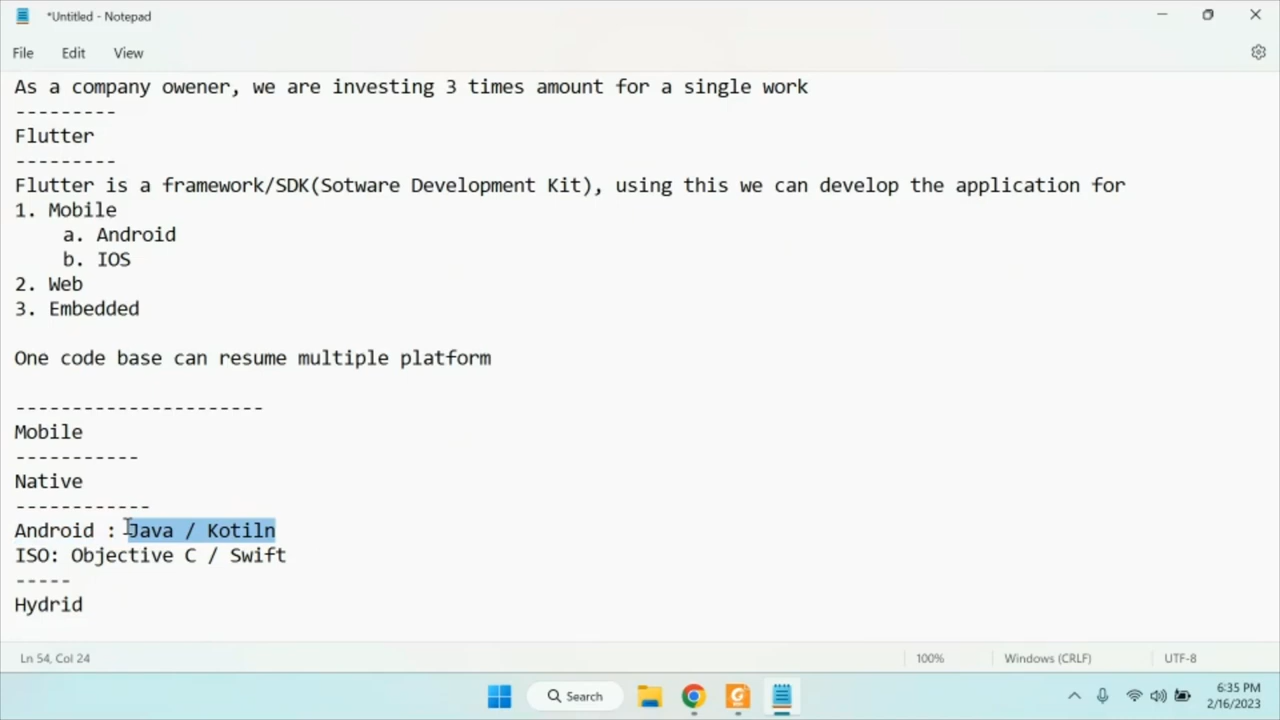 *Untitled - Notepad
File Edit View
As a company owener, we are investing 3 times amount for a single work
---------
Flutter
---------
Flutter is a framework/SDK(Sotware Development Kit), using this we can develop the application for
1. Mobile
a. Android
b. IOS
2. Web
3. Embedded
One code base can resume multiple platform
----------------------
Mobile
-----------
Native
------------
Android : Java / Kotiln
ISO: Objective C / Swift
-----
Hydrid
Ln 54, Col 24 100% Windows (CRLF) UTF-8
Search
6:35 PM
2/16/2023